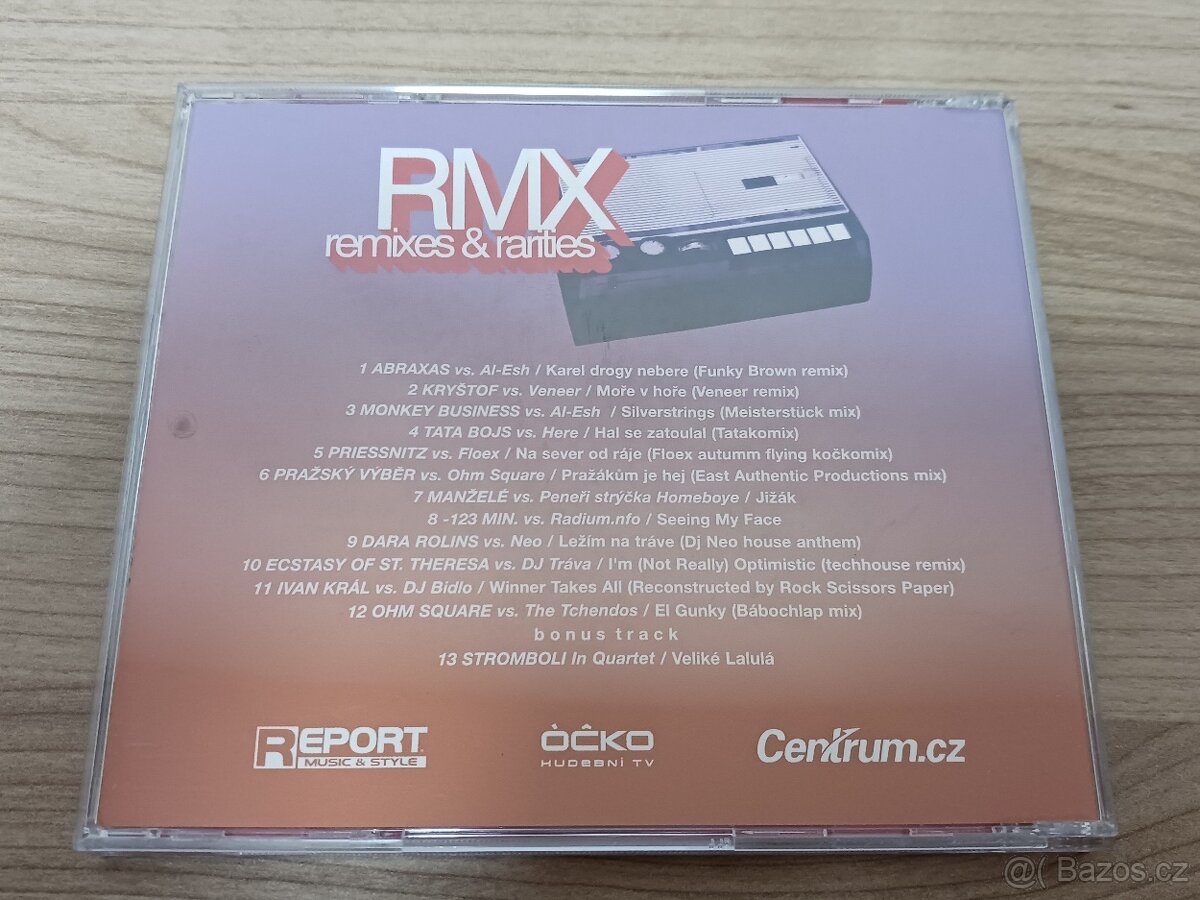 RMX
remixes & rarities
1 ABRAXAS vs. Al-Esh / Karel drogy nebere (Funky Brown remix)
2 KRYŠTOF vs. Veneer / Moře v hoře (Veneer remix)
3 MONKEY BUSINESS vs. Al-Esh / Silverstrings (Meisterstück mix)
4 TATA BOJS vs. Here / Hal se zatoulal (Tatakomix)
5 PRIESSNITZ vs. Floex / Na sever od ráje (Floex autumm flying kočkomix)
6 PRAŽSKÝ VÝBĚR vs. Ohm Square / Pražákům je hej (East Authentic Productions mix)
7 MANŽELÉ vs. Peneři strýčka Homeboye / Jižák
8 -123 MIN. vs. Radium.nfo / Seeing My Face
9 DARA ROLINS vs. Neo / Ležím na tráve (Dj Neo house anthem)
10 ECSTASY OF ST. THERESA vs. DJ Tráva / I'm (Not Really) Optimistic (techhouse remix)
11 IVAN KRÁL vs. DJ Bidlo / Winner Takes All (Reconstructed by Rock Scissors Paper)
12 OHM SQUARE vs. The Tchendos / El Gunky (Bábochlap mix)
bonus track
13 STROMBOLI In Quartet / Veliké Lalulá
REPORT
MUSIC & STYLE
ÒČKO
HUDEBNÍ TV
Centrum.cz
@( Bazos.cz